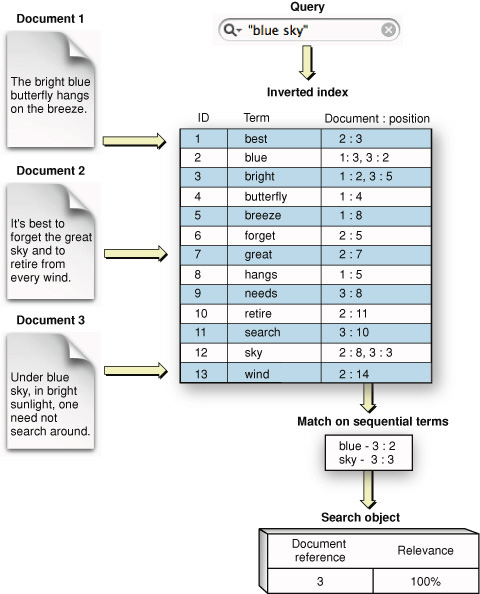 Document 1
The bright blue
butterfly hangs
on the breeze.
Document 2
It's best to
forget the great
sky and to
retire from
every wind.
Document 3
Under blue
sky, in bright
sunlight, one
need not
search around.
Query
"blue sky"
Inverted index
ID Term Document : position
1 best 2 : 3
2 blue 1: 3, 3 : 2
3 bright 1 : 2, 3 : 5
4 butterfly 1 : 4
5 breeze 1 : 8
6 forget 2 : 5
7 great 2 : 7
8 hangs 1 : 5
9 needs 3 : 8
10 retire 2 : 11
11 search 3 : 10
12 sky 2 : 8, 3 : 3
13 wind 2 : 14
Match on sequential terms
blue - 3 : 2
sky - 3 : 3
Search object
Document
reference
Relevance
3 100%